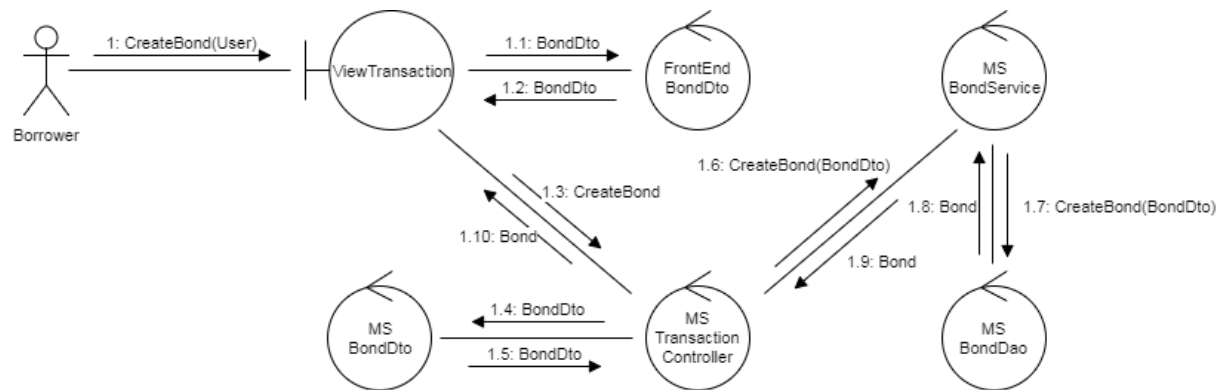 1: CreateBond(User)
Borrower
ViewTransaction
1.1: BondDto
1.2: BondDto
FrontEnd
BondDto
MS
BondService
1.3: CreateBond
1.10: Bond
1.6: CreateBond(BondDto)
1.9: Bond
1.8: Bond
1.7: CreateBond(BondDto)
MS
BondDto
1.4: BondDto
1.5: BondDto
MS
Transaction
Controller
MS
BondDao